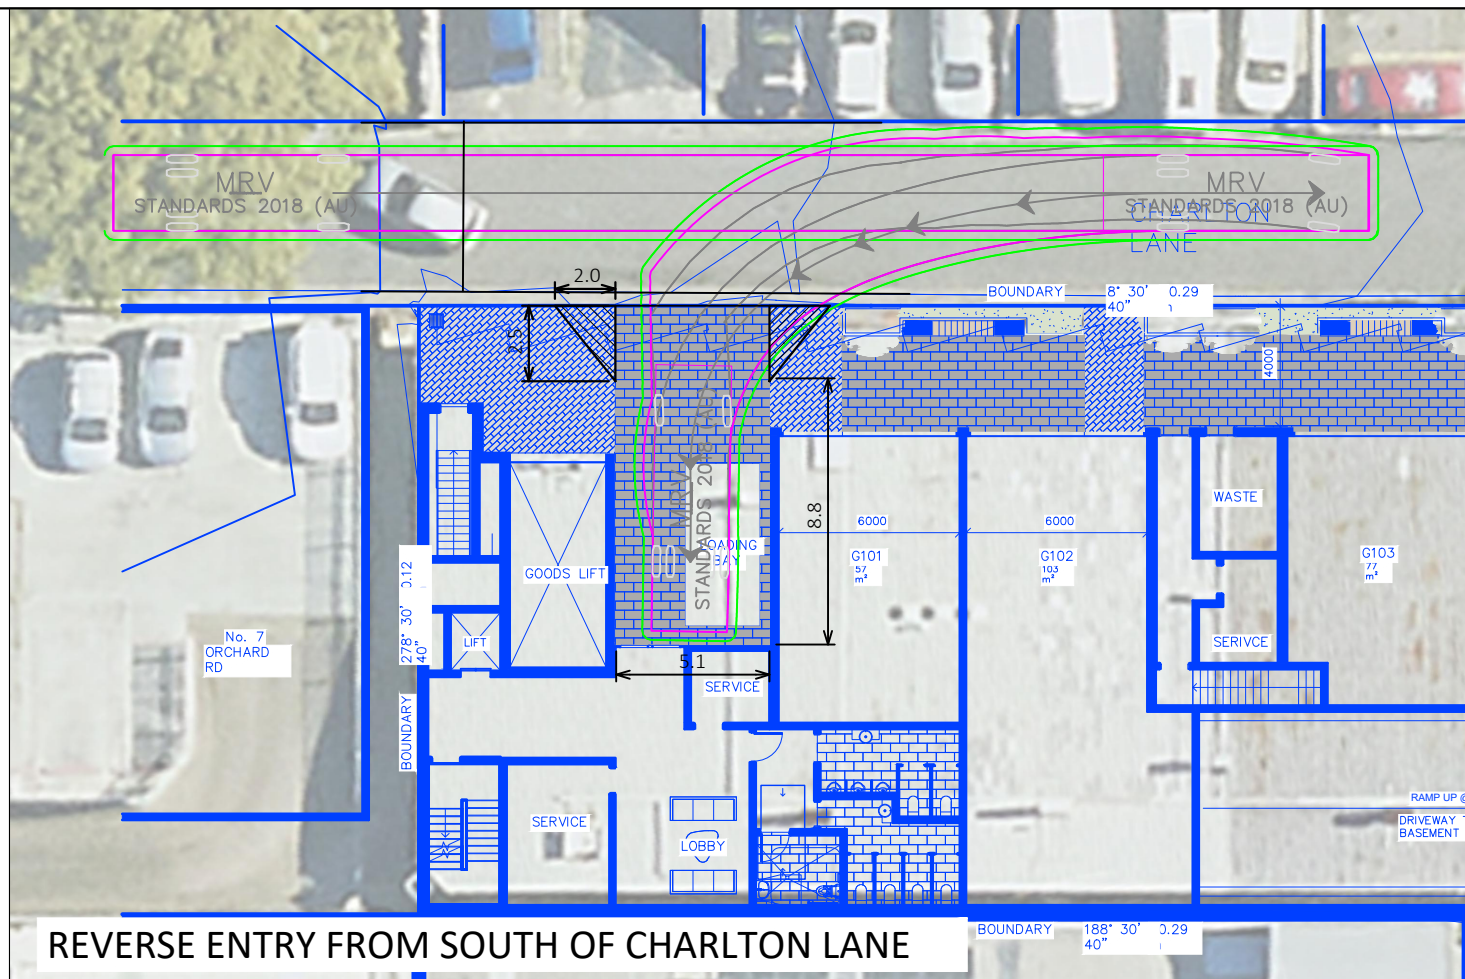 MRV
STANDARDS 2018 (AU)
MRV
STANDARDS 2018 (AU)
CHARLTON
LANE
2.0
BOUNDARY
8° 30' 0.29
40"
4000
8.8
MRV
STANDARDS 2018 (AU)
LOADING
BAY
6000
6000
G101
57
m²
G102
103
m²
WASTE
G103
77
m²
GOODS LIFT
278° 30' 0.12
40"
BOUNDARY
No. 7
ORCHARD
RD
LIFT
SERIVCE
5.1
SERVICE
SERVICE
LOBBY
RAMP UP @
DRIVEWAY
BASEMENT
REVERSE ENTRY FROM SOUTH OF CHARLTON LANE
BOUNDARY
188° 30' 0.29
40"